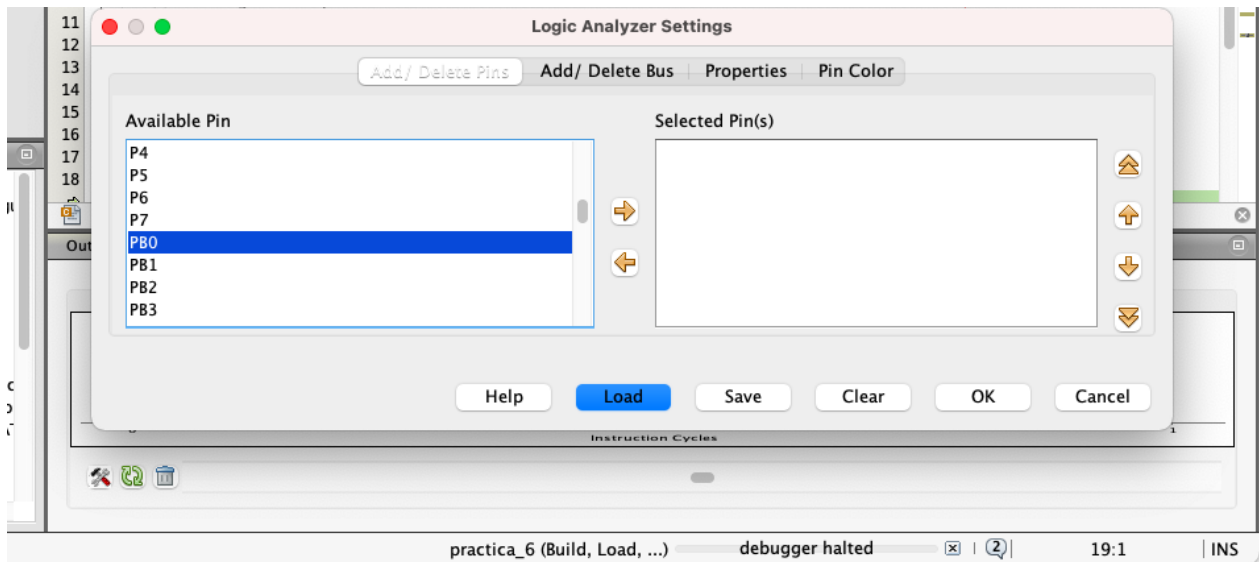 11
12
13
14
15
16
17
18
Logic Analyzer Settings
Add/ Delete Pins
Add/ Delete Bus
Properties
Pin Color
Available Pin
Selected Pin(s)
P4
P5
P6
P7
PB0
PB1
PB2
PB3
Out
Help
Load
Save
Clear
OK
Cancel
Instruction Cycles
1
practica_6 (Build, Load, ...)
debugger halted
2
19:1
INS